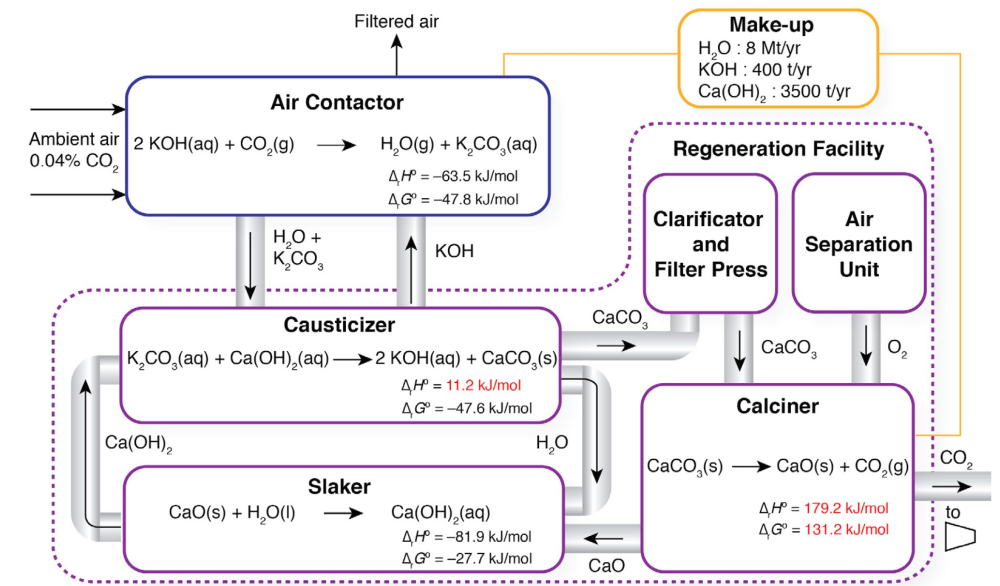 Filtered air
Make-up
H₂O : 8 Mt/yr
KOH : 400 t/yr
Ca(OH)₂ : 3500 t/yr
Air Contactor
Ambient air
0.04% CO₂
2 KOH(aq) + CO₂(g) ⟶ H₂O(g) + K₂CO₃(aq)
ΔᵣH° = –63.5 kJ/mol
ΔᵣG° = –47.8 kJ/mol
Regeneration Facility
Clarificator
and
Filter Press
Air
Separation
Unit
H₂O +
K₂CO₃
KOH
Causticizer
K₂CO₃(aq) + Ca(OH)₂(aq) ⟶ 2 KOH(aq) + CaCO₃(s)
ΔᵣH° = 11.2 kJ/mol
ΔᵣG° = –47.6 kJ/mol
CaCO₃
CaCO₃
O₂
Ca(OH)₂
H₂O
Calciner
CaCO₃(s) ⟶ CaO(s) + CO₂(g)
ΔᵣH° = 179.2 kJ/mol
ΔᵣG° = 131.2 kJ/mol
CO₂
to
Slaker
CaO(s) + H₂O(l) ⟶ Ca(OH)₂(aq)
ΔᵣH° = –81.9 kJ/mol
ΔᵣG° = –27.7 kJ/mol
CaO